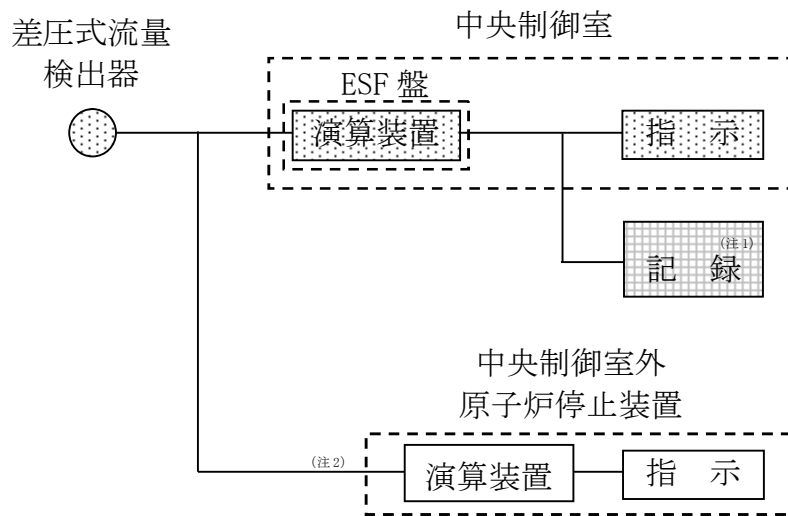 差圧式流量
検出器
中央制御室
ESF 盤
演算装置
指 示
(注1)
記 録
中央制御室外
原子炉停止装置
(注2)
演算装置
指 示